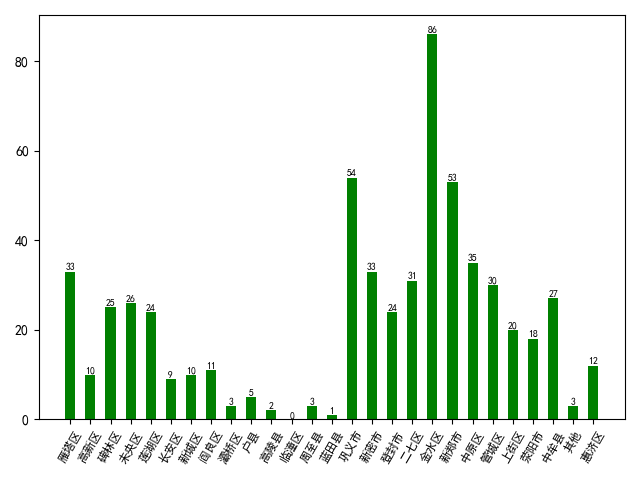 80
60
40
20
0
33
10
25
26
24
9
10
11
3
5
2
0
3
1
54
33
24
31
86
53
35
30
20
18
27
3
12
雁塔区
高新区
碑林区
未央区
莲湖区
长安区
新城区
阎良区
灞桥区
户县
高陵县
临潼区
周至县
蓝田县
巩义市
新密市
登封市
二七区
金水区
新郑市
中原区
管城区
上街区
荥阳市
中牟县
其他
惠济区